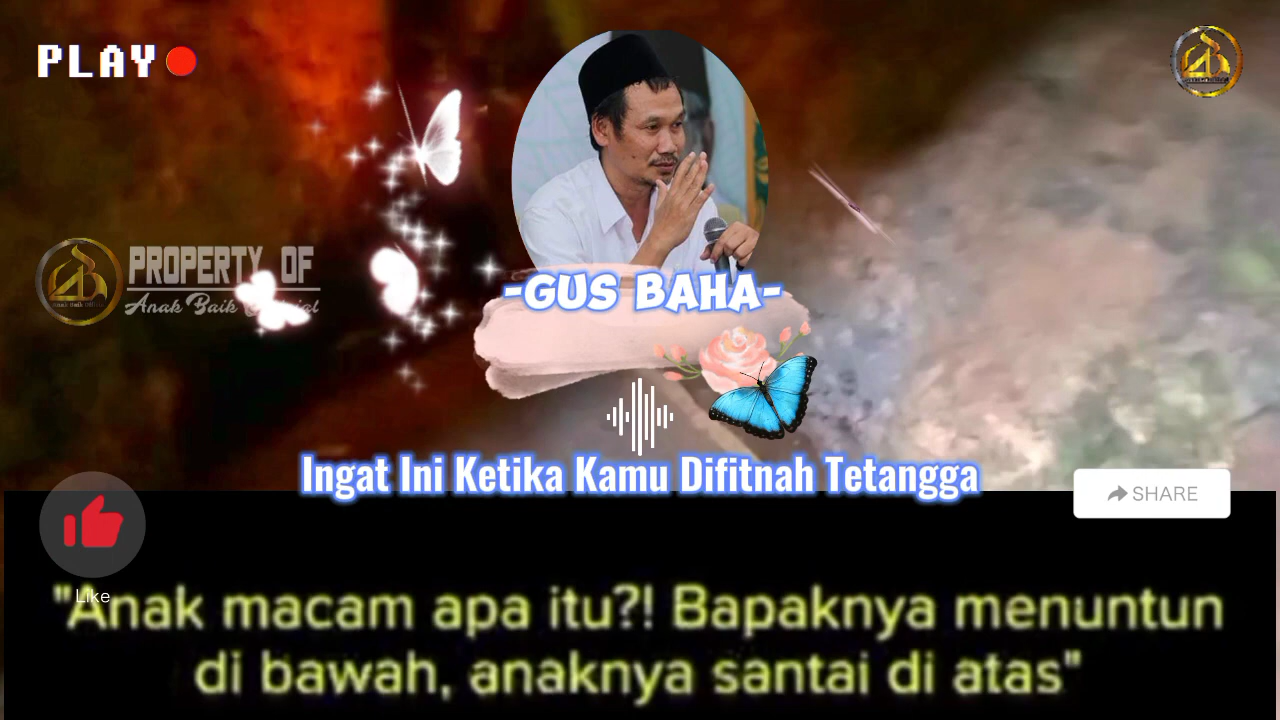 PLAY
PROPERTY OF
Anak Baik Official
-GUS BAHA-
Ingat Ini Ketika Kamu Difitnah Tetangga
SHARE
Like
"Anak macam apa itu?! Bapaknya menuntun
di bawah, anaknya santai di atas"